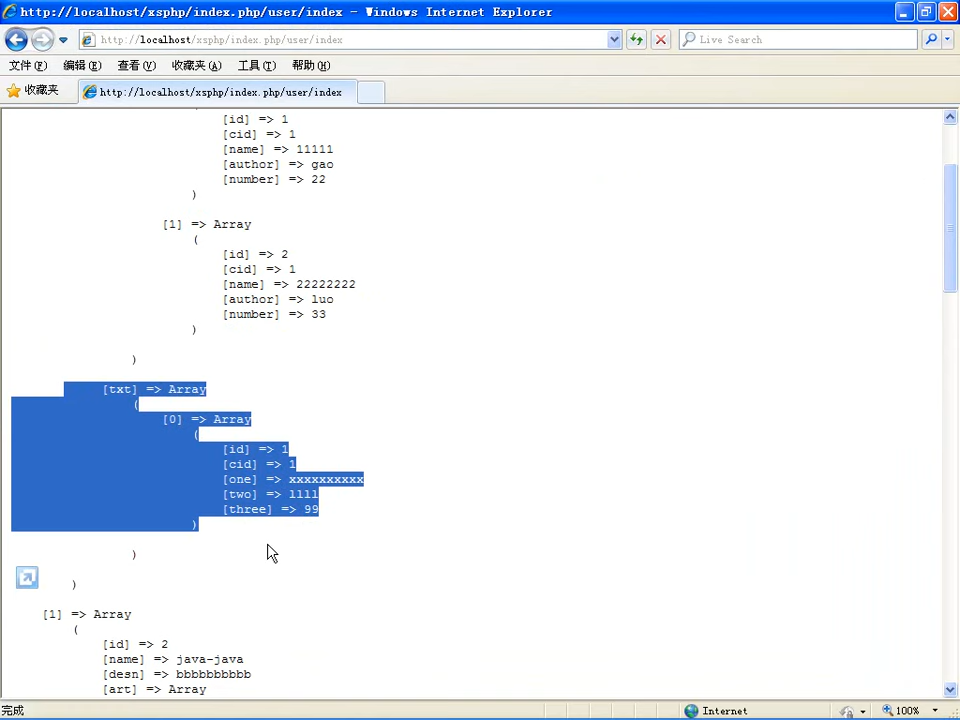 http://localhost/xsphp/index.php/user/index - Windows Internet Explorer
http://localhost/xsphp/index.php/user/index
Live Search
文件(F) 编辑(E) 查看(V) 收藏夹(A) 工具(T) 帮助(H)
收藏夹
http://localhost/xsphp/index.php/user/index
[id] => 1
[cid] => 1
[name] => 11111
[author] => gao
[number] => 22
)
[1] => Array
(
[id] => 2
[cid] => 1
[name] => 22222222
[author] => luo
[number] => 33
)
)
[txt] => Array
(
[0] => Array
(
[id] => 1
[cid] => 1
[one] => xxxxxxxxxx
[two] => llll
[three] => 99
)
)
)
[1] => Array
(
[id] => 2
[name] => java-java
[desn] => bbbbbbbbbb
[art] => Array
完成
Internet
100%